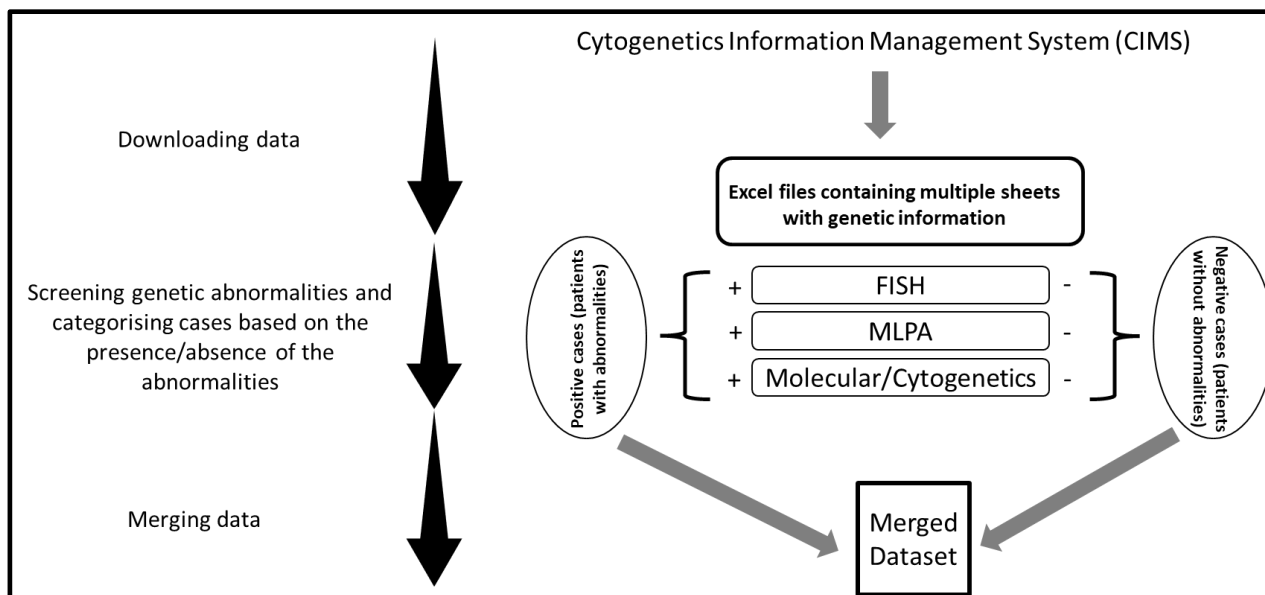 Cytogenetics Information Management System (CIMS)
Downloading data
Excel files containing multiple sheets
with genetic information
Screening genetic abnormalities and
categorising cases based on the
presence/absence of the
abnormalities
Positive cases (patients
with abnormalities)
+ FISH -
+ MLPA -
+ Molecular/Cytogenetics -
Negative cases (patients
without abnormalities)
Merging data
Merged
Dataset